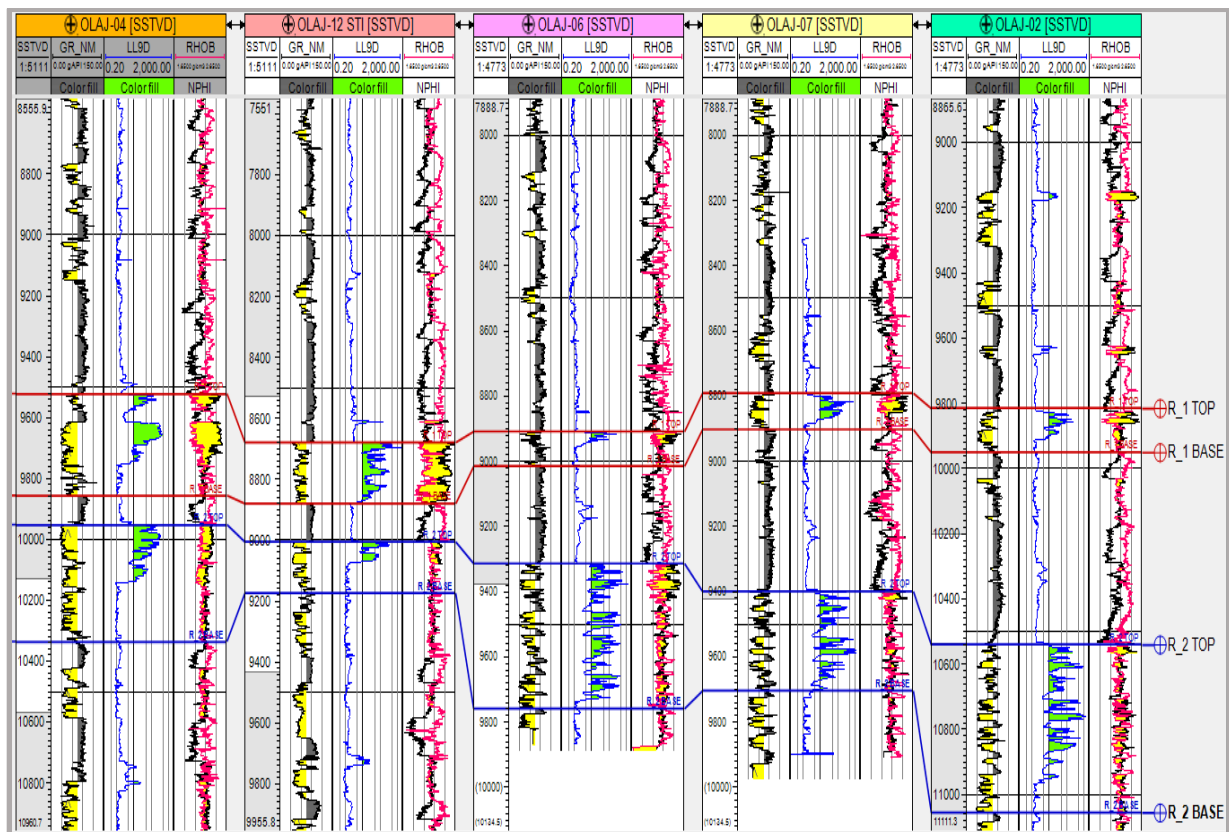 OLAJ-04 [SSTVD]
SSTVD GR_NM LL9D RHOB
1:5111 0.00 gAPI 150.00 0.20 2,000.00
Color fill Color fill NPHI
8555.9
8800
9000
9200
9400
9600
9800
10000
10200
10400
10600
10800
10960.7
R_1 BASE
R_2 TOP
R_2 BASE
OLAJ-12 STI [SSTVD]
SSTVD GR_NM LL9D RHOB
1:5111 0.00 gAPI 150.00 0.20 2,000.00
Color fill Color fill NPHI
7551
7800
8000
8200
8400
8600
8800
9000
9200
9400
9600
9800
9955.8
OLAJ-06 [SSTVD]
SSTVD GR_NM LL9D RHOB
1:4773 0.00 gAPI 150.00 0.20 2,000.00
Color fill Color fill NPHI
7888.7
8000
8200
8400
8600
8800
9000
9200
9400
9600
9800
(10000)
(10134.5)
R_2 TOP
OLAJ-07 [SSTVD]
SSTVD GR_NM LL9D RHOB
1:4773 0.00 gAPI 150.00 0.20 2,000.00
Color fill Color fill NPHI
7888.7
8000
8200
8400
8600
8800
9000
9200
9400
9600
9800
(10000)
(10134.5)
OLAJ-02 [SSTVD]
SSTVD GR_NM LL9D RHOB
1:4773 0.00 gAPI 150.00 0.20 2,000.00
Color fill Color fill NPHI
8865.6
9000
9200
9400
9600
9800
10000
10200
10400
10600
10800
11000
11111.3
R_1 TOP
R_1 BASE
R_2 TOP
R_2 BASE